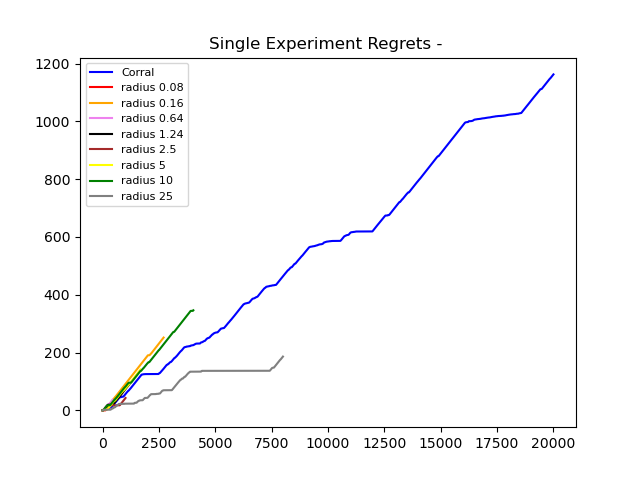 Single Experiment Regrets -
1200
1000
800
600
400
200
0
Corral
radius 0.08
radius 0.16
radius 0.64
radius 1.24
radius 2.5
radius 5
radius 10
radius 25
0 2500 5000 7500 10000 12500 15000 17500 20000